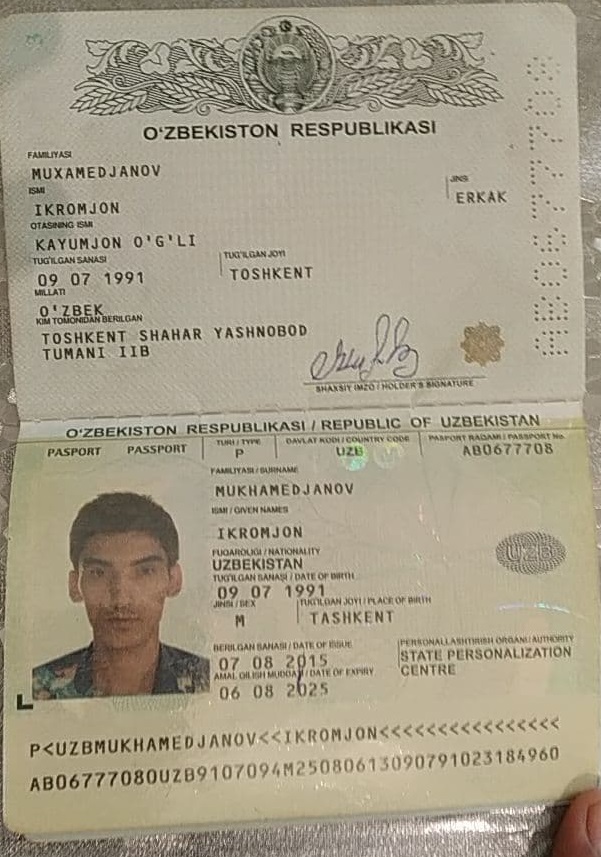 O'ZBEKISTON RESPUBLIKASI
FAMILIYASI
MUXAMEDJANOV
ISMI
IKROMJON
JINSI
ERKAK
OTASINING ISMI
KAYUMJON O'G'LI
TUG'ILGAN SANASI
09 07 1991
TUG'ILGAN JOYI
TOSHKENT
MILLATI
O'ZBEK
KIM TOMONIDAN BERILGAN
TOSHKENT SHAHAR YASHNOBOD
TUMANI IIB
SHAXSIY IMZO / HOLDER'S SIGNATURE
O'ZBEKISTON RESPUBLIKASI / REPUBLIC OF UZBEKISTAN
PASPORT PASSPORT
TURI / TYPE
P
DAVLAT KODI / COUNTRY CODE
UZB
PASPORT RAQAMI / PASSPORT No.
AB0677708
FAMILIYASI / SURNAME
MUKHAMEDJANOV
ISMI / GIVEN NAMES
IKROMJON
FUQAROLIGI / NATIONALITY
UZBEKISTAN
UZB
TUG'ILGAN SANASI / DATE OF BIRTH
09 07 1991
JINSI / SEX
M
TUG'ILGAN JOYI / PLACE OF BIRTH
TASHKENT
BERILGAN SANASI / DATE OF ISSUE
07 08 2015
PERSONALLASHTIRISH ORGANI / AUTHORITY
STATE PERSONALIZATION
CENTRE
AMAL QILISH MUDDATI / DATE OF EXPIRY
06 08 2025
P<UZBMUKHAMEDJANOV<<IKROMJON<<<<<<<<<<<<<<<<
AB06777080UZB9107094M25080613090791023184960